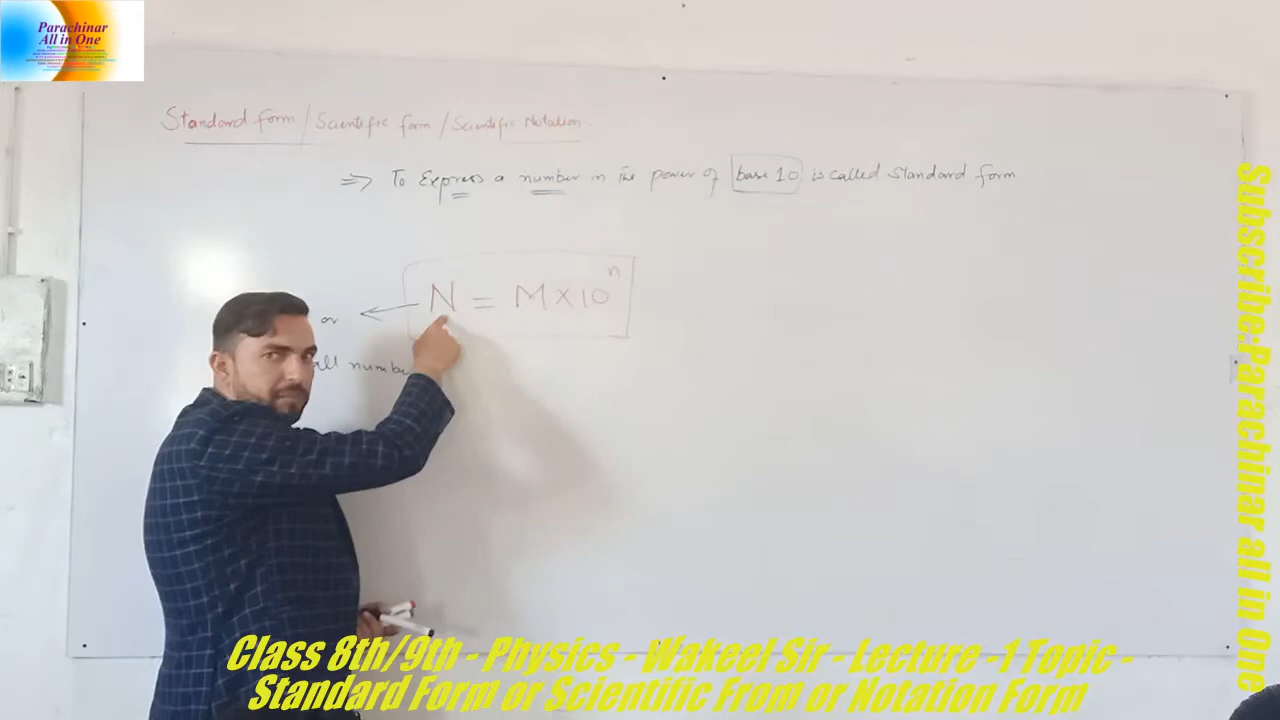 Parachinar
All in One
Standard form / Scientific form / Scientific Notation.
⇒ To Express a number in the power of base 10 is called Standard form
N = M×10ⁿ
or
all number
Subscribe.Parachinar all in One
Class 8th/9th - Physics - Wakeel Sir - Lecture -1 Topic -
Standard Form or Scientific From or Notation Form